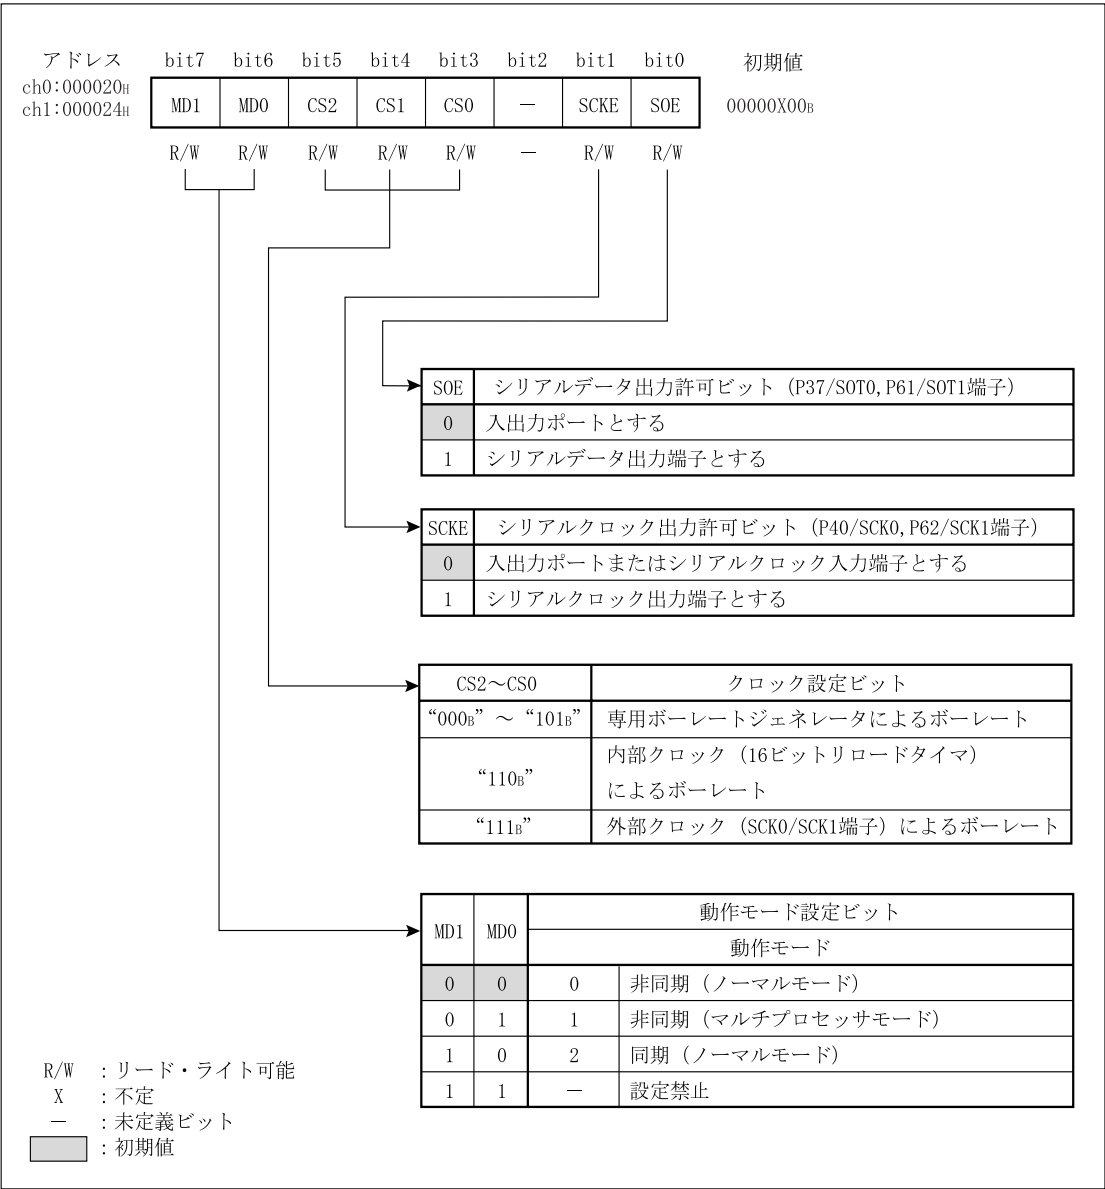 アドレス bit7 bit6 bit5 bit4 bit3 bit2 bit1 bit0 初期値
ch0:000020H
ch1:000024H
MD1 MD0 CS2 CS1 CS0 － SCKE SOE 00000X00B
R/W R/W R/W R/W R/W － R/W R/W
SOE シリアルデータ出力許可ビット（P37/SOT0,P61/SOT1端子）
0 入出力ポートとする
1 シリアルデータ出力端子とする
SCKE シリアルクロック出力許可ビット（P40/SCK0,P62/SCK1端子）
0 入出力ポートまたはシリアルクロック入力端子とする
1 シリアルクロック出力端子とする
CS2～CS0 クロック設定ビット
“000B” ～ “101B” 専用ボーレートジェネレータによるボーレート
“110B” 内部クロック（16ビットリロードタイマ）
によるボーレート
“111B” 外部クロック（SCK0/SCK1端子）によるボーレート
MD1 MD0 動作モード設定ビット
動作モード
0 0 0 非同期（ノーマルモード）
0 1 1 非同期（マルチプロセッサモード）
1 0 2 同期（ノーマルモード）
1 1 － 設定禁止
R/W ：リード・ライト可能
X ：不定
－ ：未定義ビット
：初期値